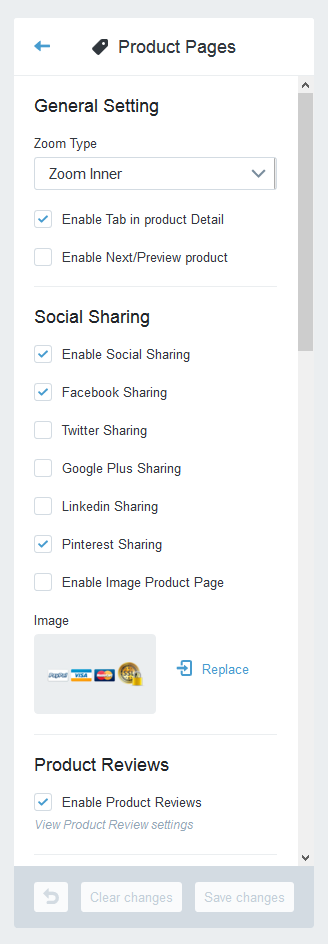 Product Pages
General Setting
Zoom Type
Zoom Inner
Enable Tab in product Detail
Enable Next/Preview product
Social Sharing
Enable Social Sharing
Facebook Sharing
Twitter Sharing
Google Plus Sharing
Linkedin Sharing
Pinterest Sharing
Enable Image Product Page
Image
PayPal VISA MasterCard
Replace
Product Reviews
Enable Product Reviews
View Product Review settings
Clear changes
Save changes